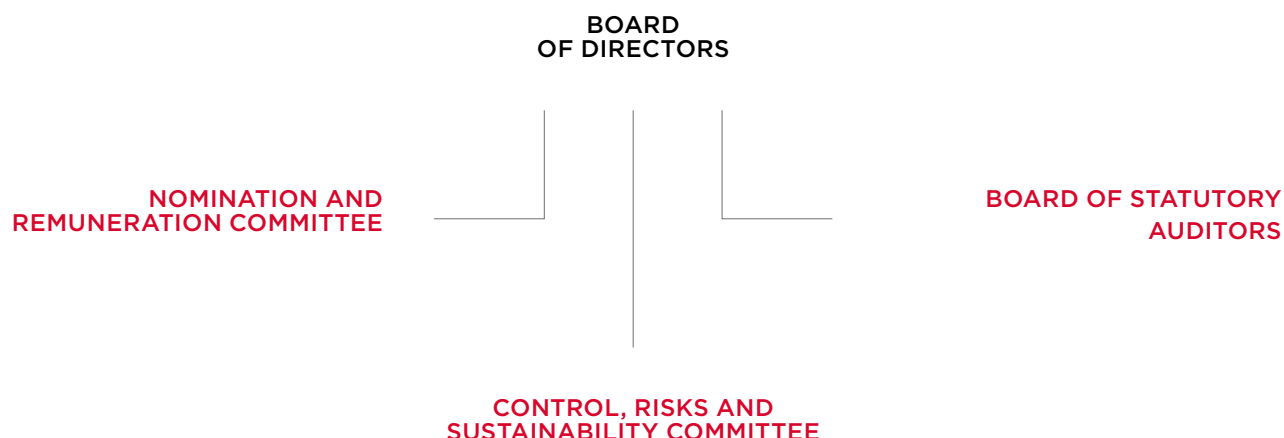 BOARD
OF DIRECTORS
NOMINATION AND
REMUNERATION COMMITTEE
BOARD OF STATUTORY
AUDITORS
CONTROL, RISKS AND
SUSTAINABILITY COMMITTEE